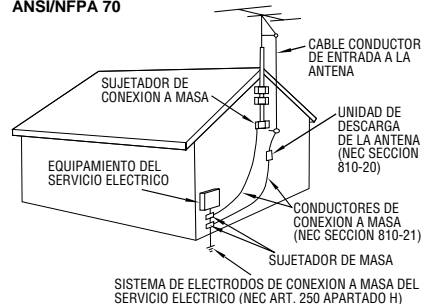 ANSI/NFPA 70
CABLE CONDUCTOR
DE ENTRADA A LA
ANTENA
SUJETADOR DE
CONEXION A MASA
UNIDAD DE
DESCARGA
DE LA ANTENA
(NEC SECCION
810-20)
EQUIPAMIENTO DEL
SERVICIO ELECTRICO
CONDUCTORES DE
CONEXION A MASA
(NEC SECCION 810-21)
SUJETADOR DE MASA
SISTEMA DE ELECTRODOS DE CONEXION A MASA DEL
SERVICIO ELECTRICO (NEC ART. 250 APARTADO H)